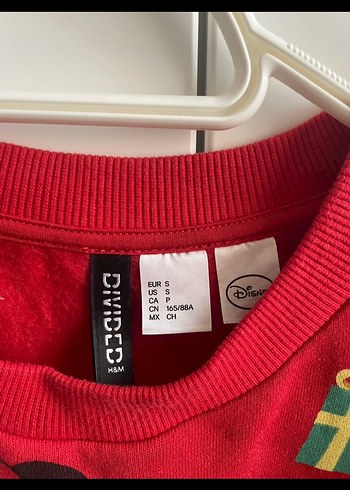 DIVIDED
H&M
EUR S
US S
CA P
CN 165/88A
MX CH
Disney